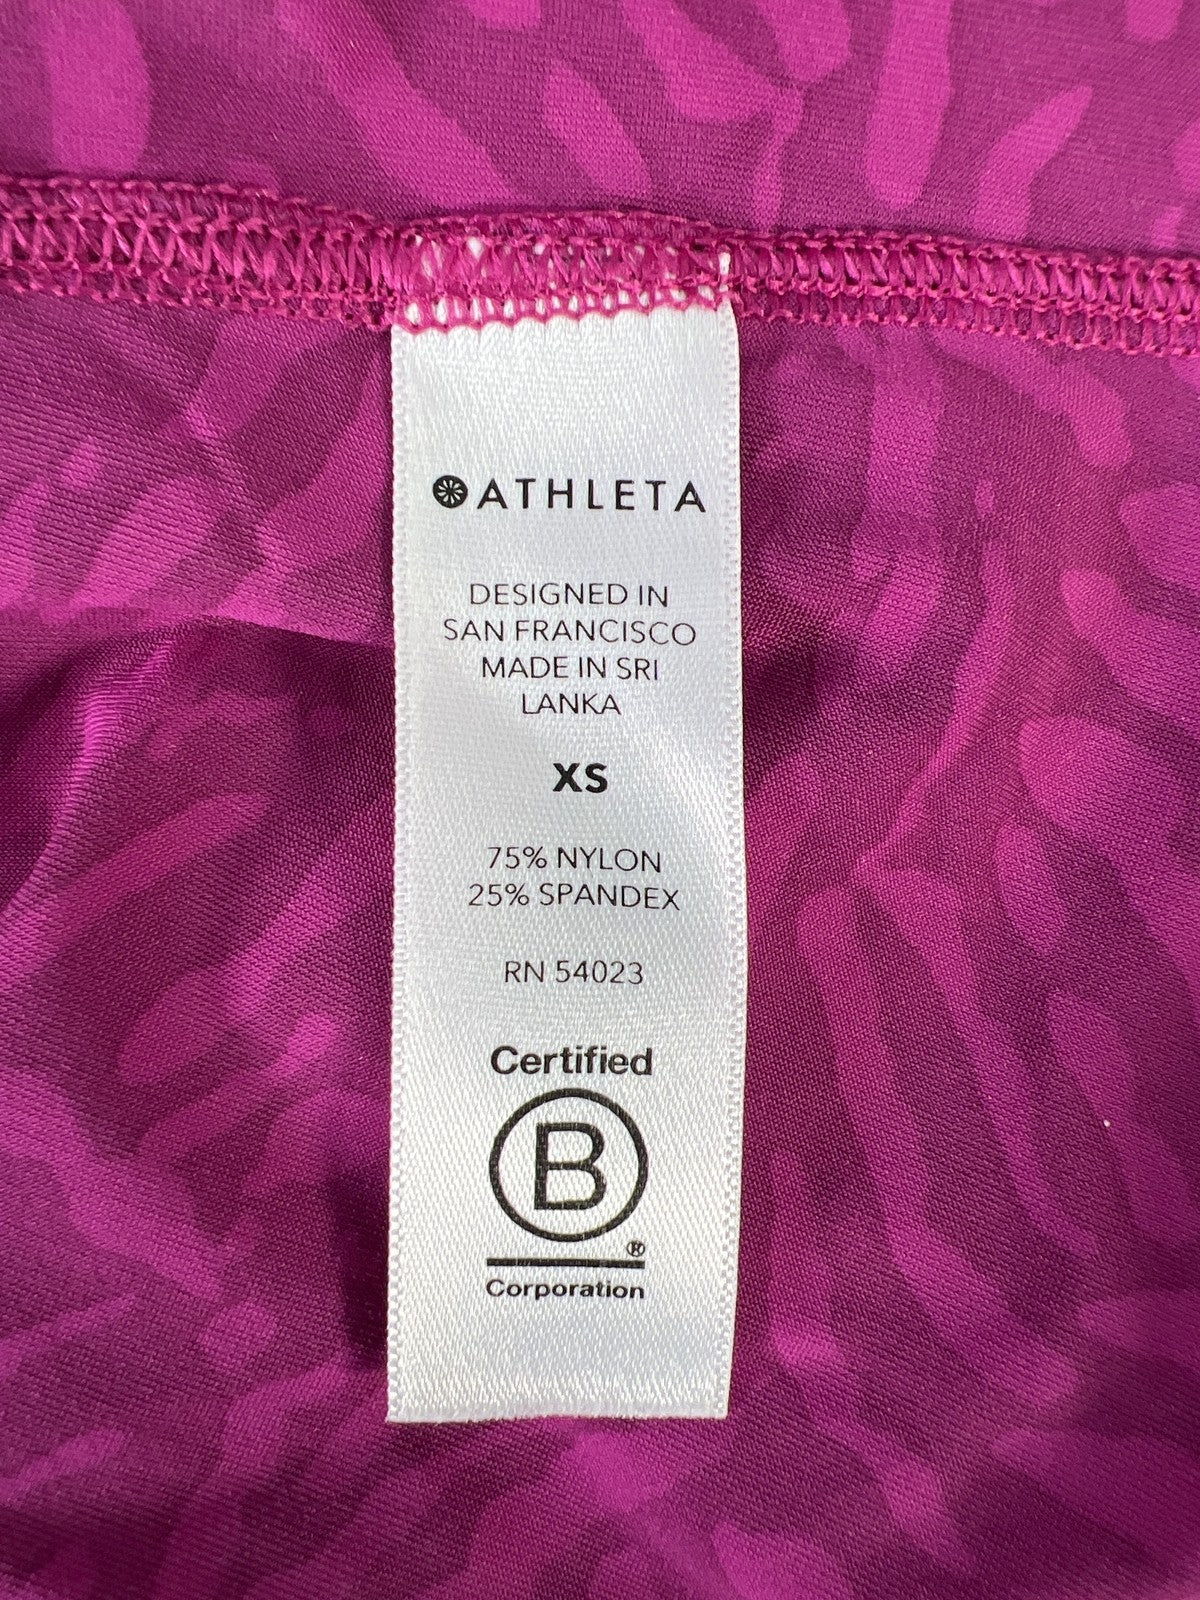 ATHLETA
DESIGNED IN
SAN FRANCISCO
MADE IN SRI
LANKA
XS
75% NYLON
25% SPANDEX
RN 54023
Certified
B
®
Corporation